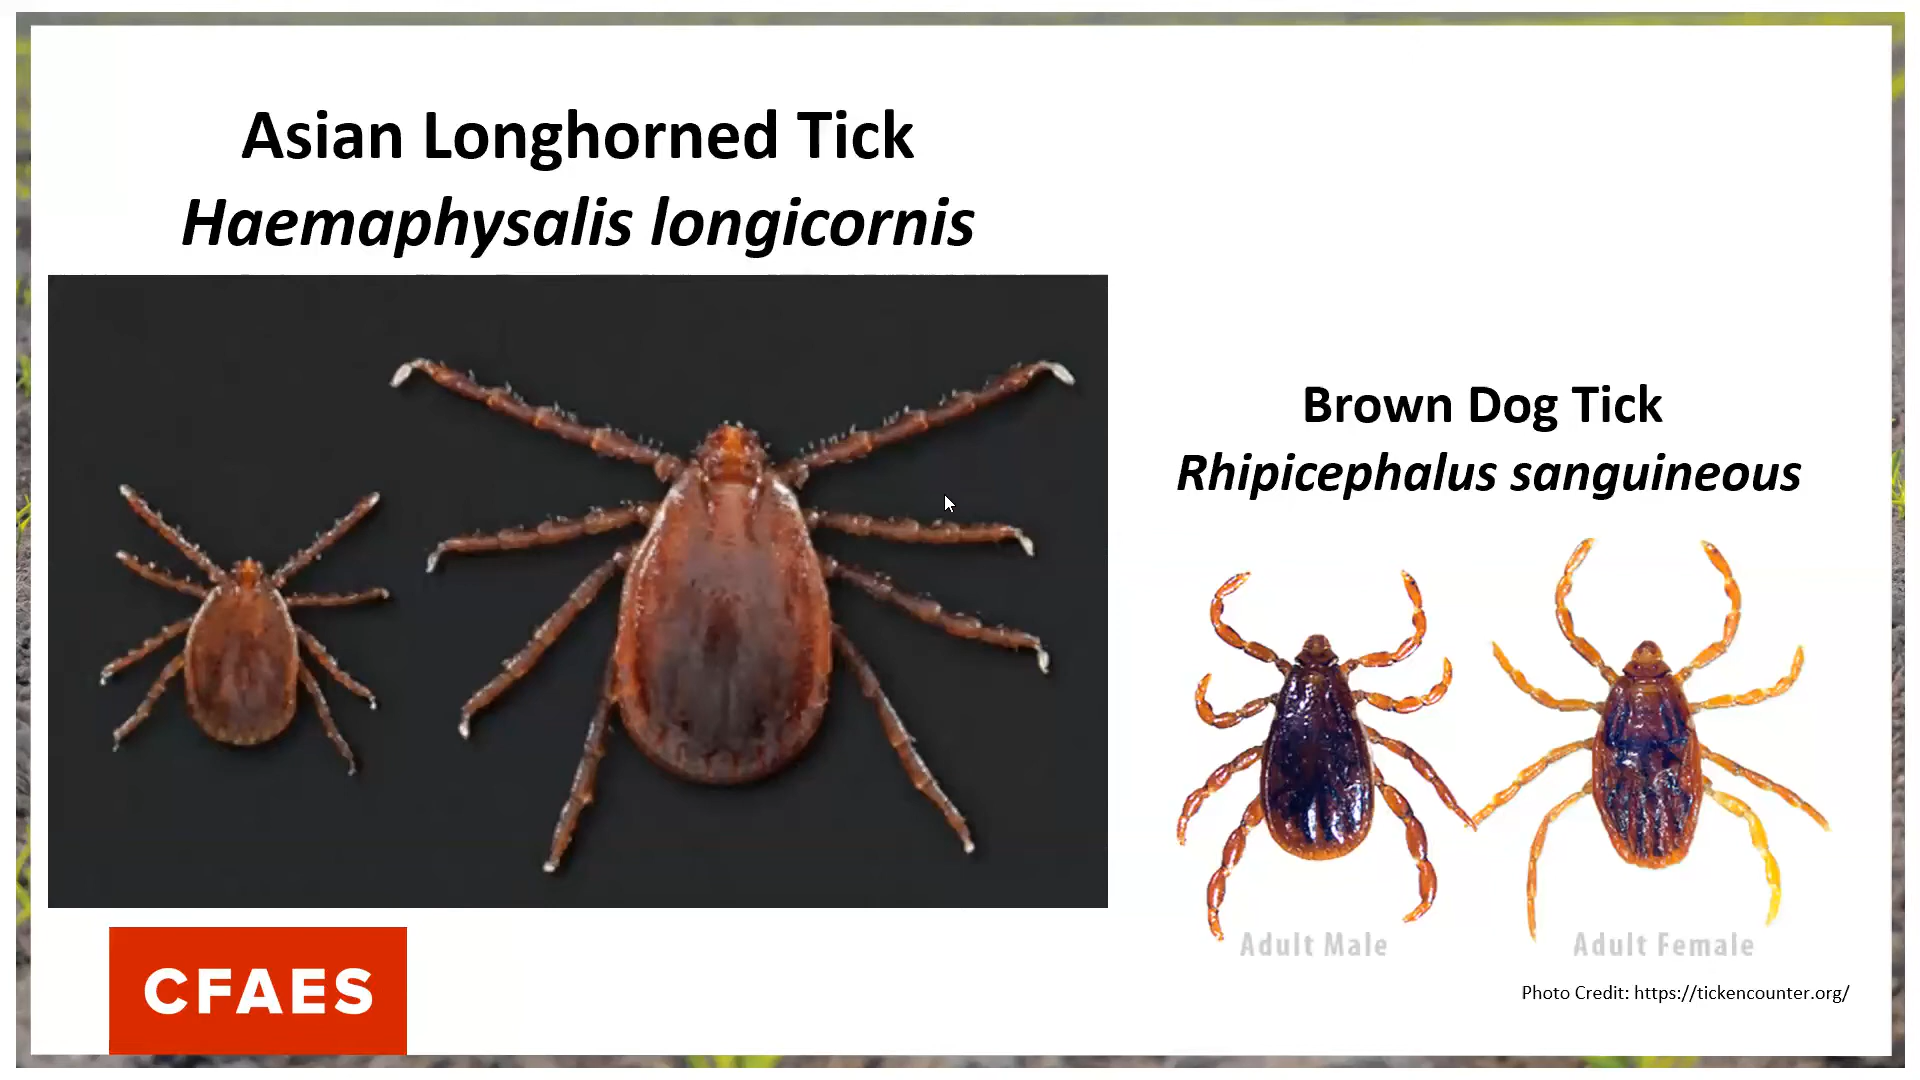 Asian Longhorned Tick
Haemaphysalis longicornis
Brown Dog Tick
Rhipicephalus sanguineous
Adult Male
Adult Female
Photo Credit: https://tickencounter.org/
CFAES